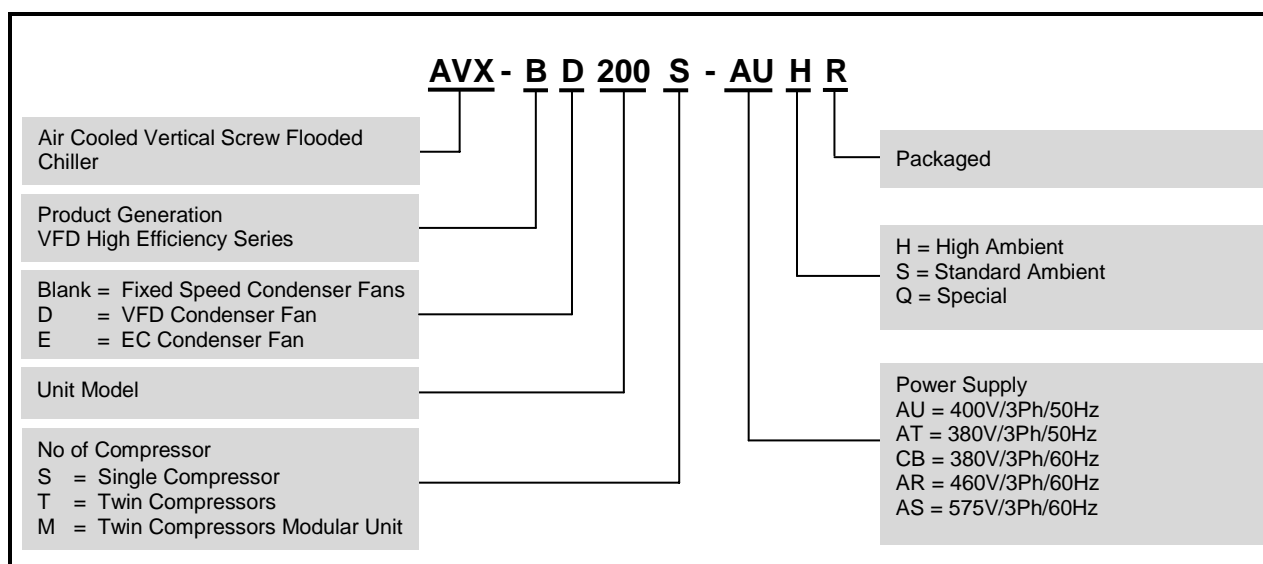 AVX - B D 200 S - AU H R
Air Cooled Vertical Screw Flooded
Chiller
Product Generation
VFD High Efficiency Series
Blank = Fixed Speed Condenser Fans
D = VFD Condenser Fan
E = EC Condenser Fan
Unit Model
No of Compressor
S = Single Compressor
T = Twin Compressors
M = Twin Compressors Modular Unit
Packaged
H = High Ambient
S = Standard Ambient
Q = Special
Power Supply
AU = 400V/3Ph/50Hz
AT = 380V/3Ph/50Hz
CB = 380V/3Ph/60Hz
AR = 460V/3Ph/60Hz
AS = 575V/3Ph/60Hz